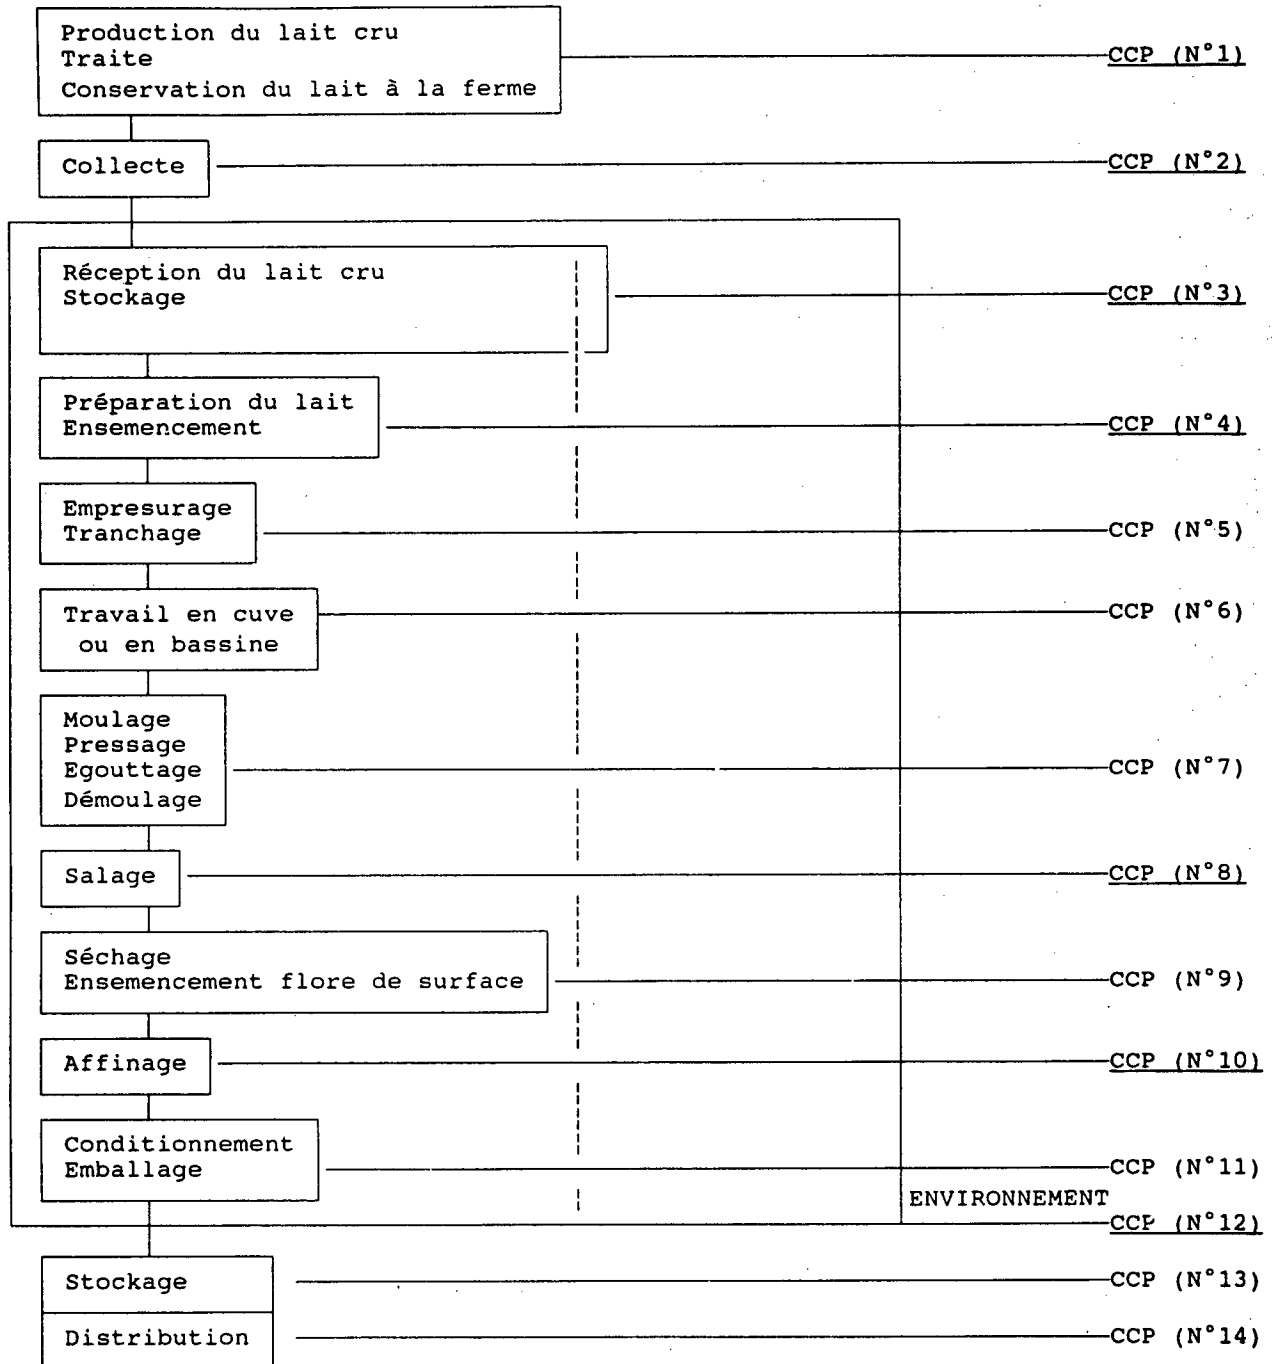 Production du lait cru
Traite
CCP (N°1)
Conservation du lait à la ferme
Collecte
CCP (N°2)
Réception du lait cru
Stockage
CCP (N°3)
Préparation du lait
Ensemencement
CCP (N°4)
Empresurage
Tranchage
CCP (N°5)
Travail en cuve
ou en bassine
CCP (N°6)
Moulage
Pressage
Egouttage
Démoulage
CCP (N°7)
Salage
CCP (N°8)
Séchage
Ensemencement flore de surface
CCP (N°9)
Affinage
CCP (N°10)
Conditionnement
Emballage
CCP (N°11)
ENVIRONNEMENT
CCP (N°12)
Stockage
CCP (N°13)
Distribution
CCP (N°14)